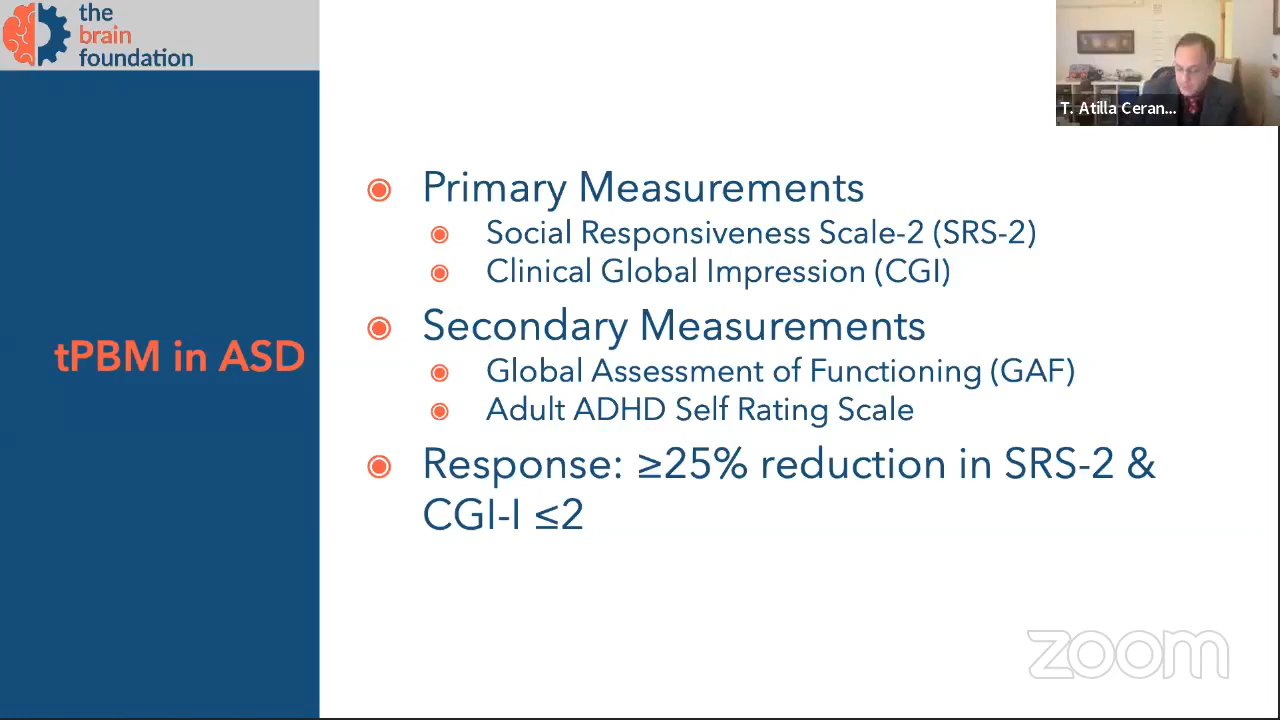 the
brain
foundation
T. Atilla Ceran...
Primary Measurements
Social Responsiveness Scale-2 (SRS-2)
Clinical Global Impression (CGI)
Secondary Measurements
tPBM in ASD
Global Assessment of Functioning (GAF)
Adult ADHD Self Rating Scale
Response: ≥25% reduction in SRS-2 &
CGI-I ≤2
zoom